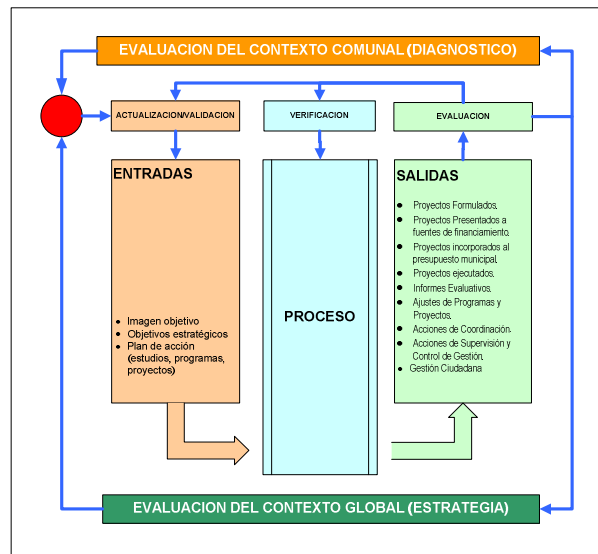 EVALUACION DEL CONTEXTO COMUNAL (DIAGNOSTICO)
ACTUALIZACION/VALIDACION
VERIFICACION
EVALUACION
ENTRADAS
• Imagen objetivo
• Objetivos estratégicos
• Plan de acción
(estudios, programas,
proyectos)
PROCESO
SALIDAS
• Proyectos Formulados.
• Proyectos Presentados a
fuentes de financiamiento.
• Proyectos incorporados al
presupuesto municipal.
• Proyectos ejecutados.
• Informes Evaluativos.
• Ajustes de Programas y
Proyectos.
• Acciones de Coordinación.
• Acciones de Supervisión y
Control de Gestión.
• Gestión Ciudadana
EVALUACION DEL CONTEXTO GLOBAL (ESTRATEGIA)